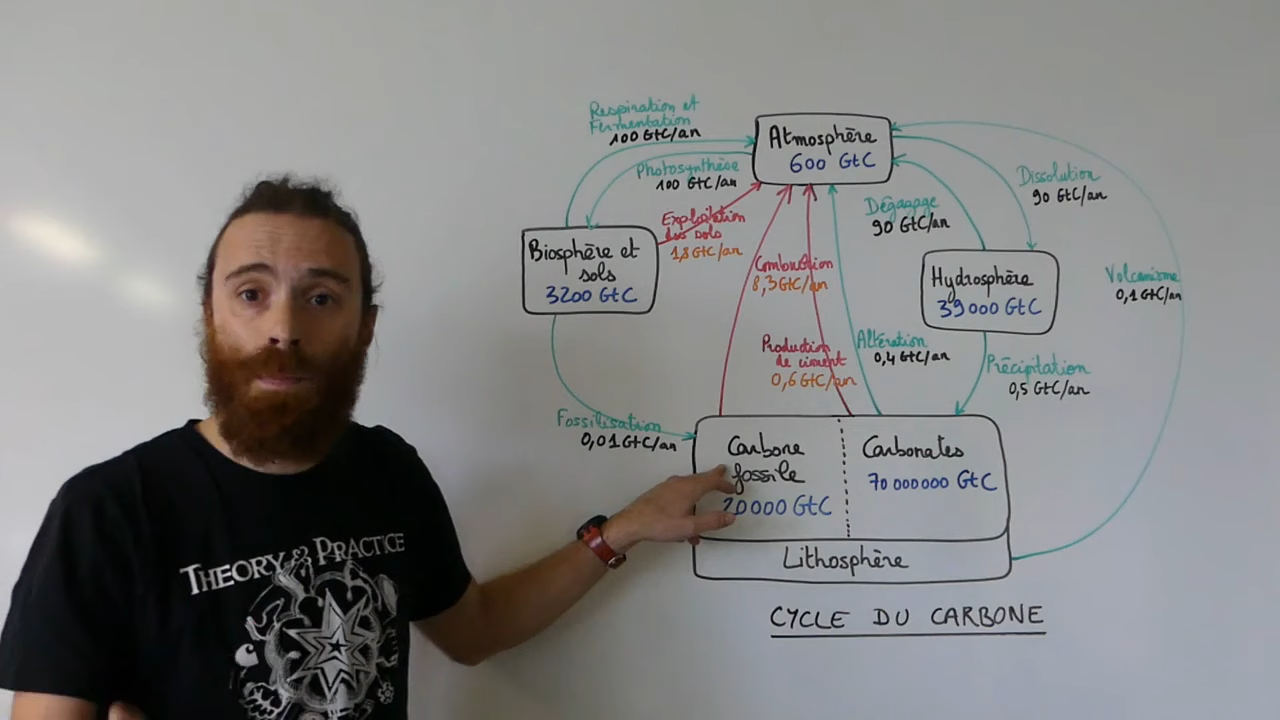 Respiration et
Fermentation
100 GtC/an
Atmosphère
600 GtC
Photosynthèse
100 GtC/an
Dissolution
90 GtC/an
Dégazage
90 GtC/an
Exploitation
des sols
1,8 GtC/an
Biosphère et
sols
3200 GtC
Combustion
8,3 GtC/an
Hydrosphère
39 000 GtC
Volcanisme
0,1 GtC/an
Production
de ciment
0,6 GtC/an
Altération
0,4 GtC/an
Précipitation
0,5 GtC/an
Fossilisation
0,01 GtC/an
Carbone
fossile
20000 GtC
Carbonates
70 000000 GtC
Lithosphère
CYCLE DU CARBONE
THEORY & PRACTICE